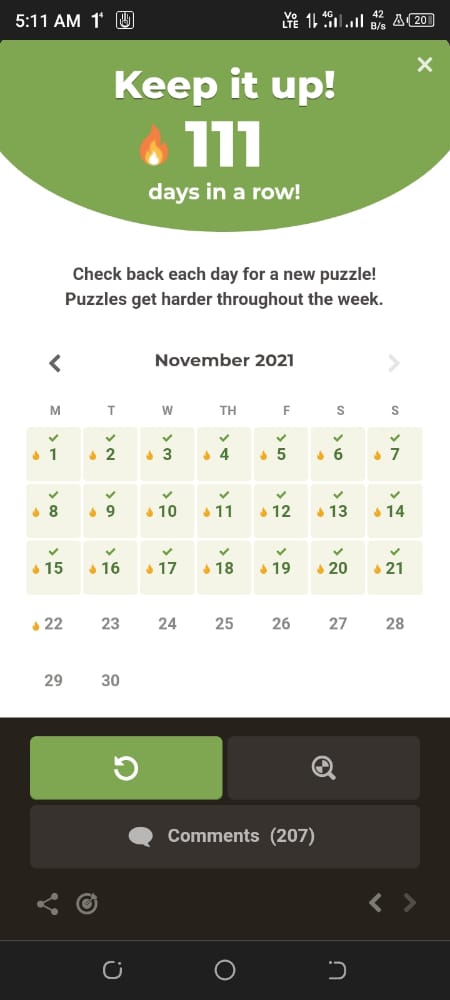 5:11 AM
Vo LTE 4G 42 B/s 20
Keep it up!
111
days in a row!
Check back each day for a new puzzle!
Puzzles get harder throughout the week.
November 2021
M T W TH F S S
1 2 3 4 5 6 7
8 9 10 11 12 13 14
15 16 17 18 19 20 21
22 23 24 25 26 27 28
29 30
Comments (207)